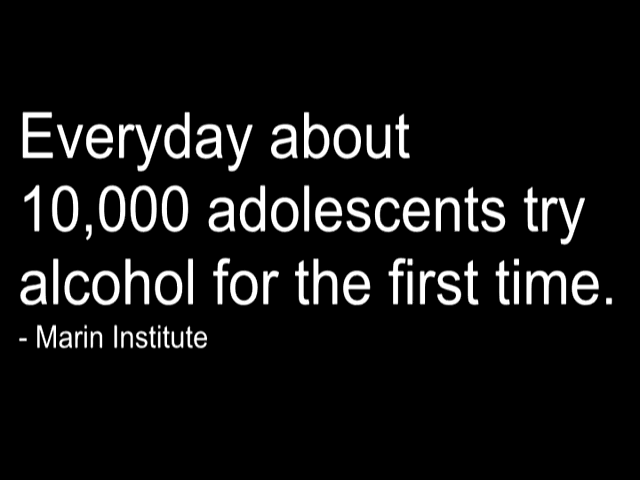 Everyday about
10,000 adolescents try
alcohol for the first time.
- Marin Institute